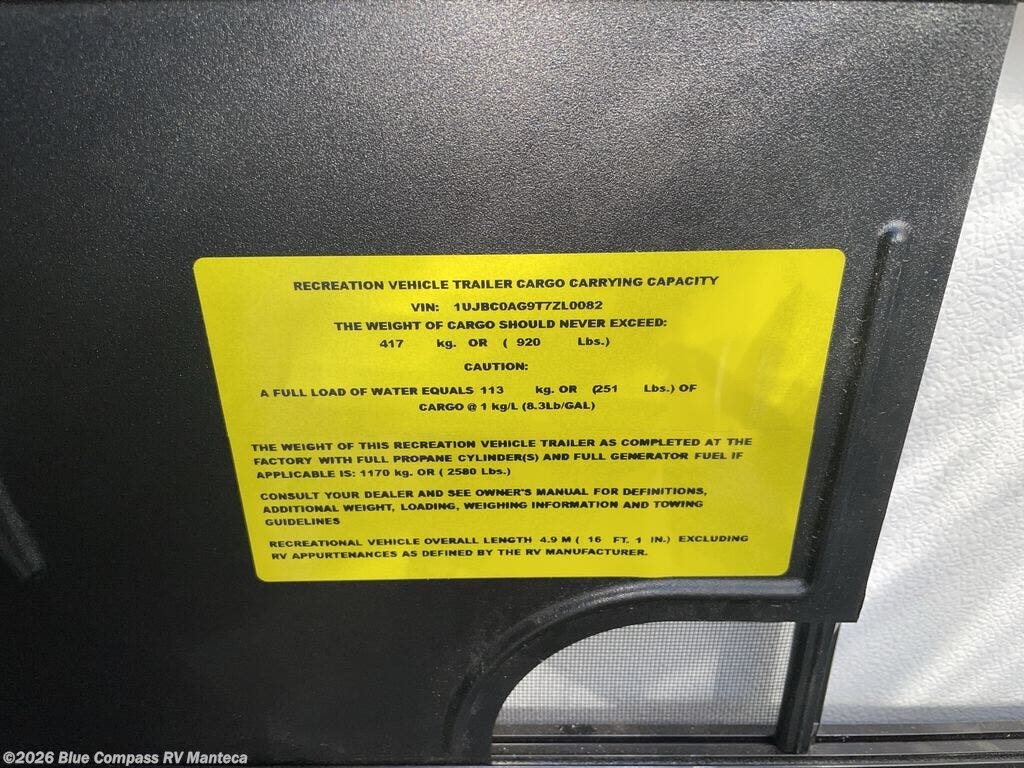 RECREATION VEHICLE TRAILER CARGO CARRYING CAPACITY
VIN: 1UJBC0AG9T7ZL0082
THE WEIGHT OF CARGO SHOULD NEVER EXCEED:
417 kg. OR ( 920 Lbs.)
CAUTION:
A FULL LOAD OF WATER EQUALS 113 kg. OR (251 Lbs.) OF
CARGO @ 1 kg/L (8.3Lb/GAL)
THE WEIGHT OF THIS RECREATION VEHICLE TRAILER AS COMPLETED AT THE
FACTORY WITH FULL PROPANE CYLINDER(S) AND FULL GENERATOR FUEL IF
APPLICABLE IS: 1170 kg. OR ( 2580 Lbs.)
CONSULT YOUR DEALER AND SEE OWNER'S MANUAL FOR DEFINITIONS,
ADDITIONAL WEIGHT, LOADING, WEIGHING INFORMATION AND TOWING
GUIDELINES
RECREATIONAL VEHICLE OVERALL LENGTH 4.9 M ( 16 FT. 1 IN.) EXCLUDING
RV APPURTENANCES AS DEFINED BY THE RV MANUFACTURER.
©2026 Blue Compass RV Manteca